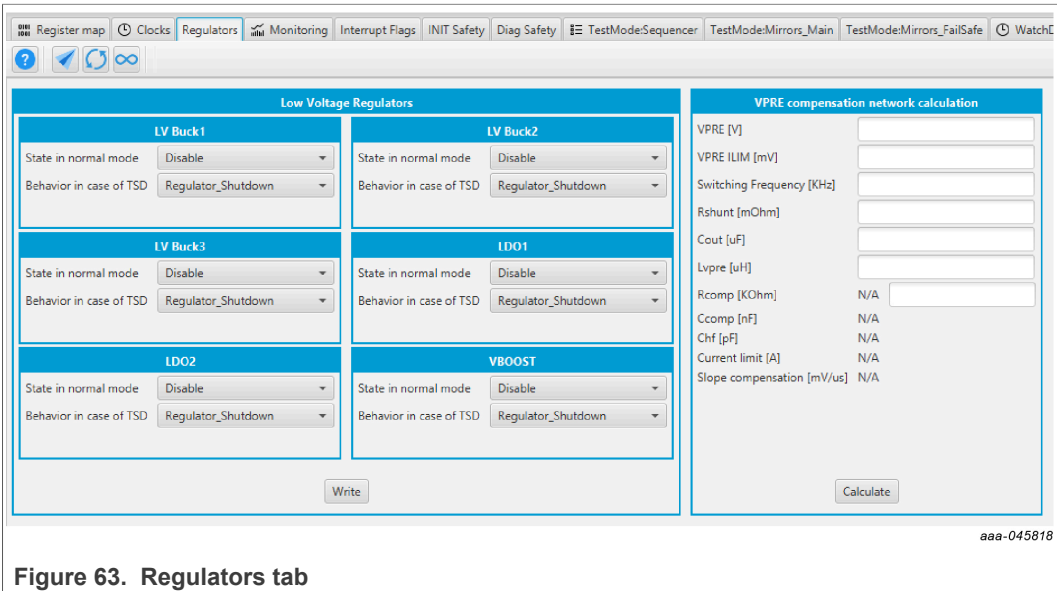 Register map Clocks Regulators Monitoring Interrupt Flags INIT Safety Diag Safety TestMode:Sequencer TestMode:Mirrors_Main TestMode:Mirrors_FailSafe WatchD
Low Voltage Regulators
LV Buck1
State in normal mode Disable
Behavior in case of TSD Regulator_Shutdown
LV Buck2
State in normal mode Disable
Behavior in case of TSD Regulator_Shutdown
LV Buck3
State in normal mode Disable
Behavior in case of TSD Regulator_Shutdown
LDO1
State in normal mode Disable
Behavior in case of TSD Regulator_Shutdown
LDO2
State in normal mode Disable
Behavior in case of TSD Regulator_Shutdown
VBOOST
State in normal mode Disable
Behavior in case of TSD Regulator_Shutdown
Write
VPRE compensation network calculation
VPRE [V]
VPRE ILIM [mV]
Switching Frequency [KHz]
Rshunt [mOhm]
Cout [uF]
Lvpre [uH]
Rcomp [KOhm] N/A
Ccomp [nF] N/A
Chf [pF] N/A
Current limit [A] N/A
Slope compensation [mV/us] N/A
Calculate
aaa-045818
Figure 63. Regulators tab